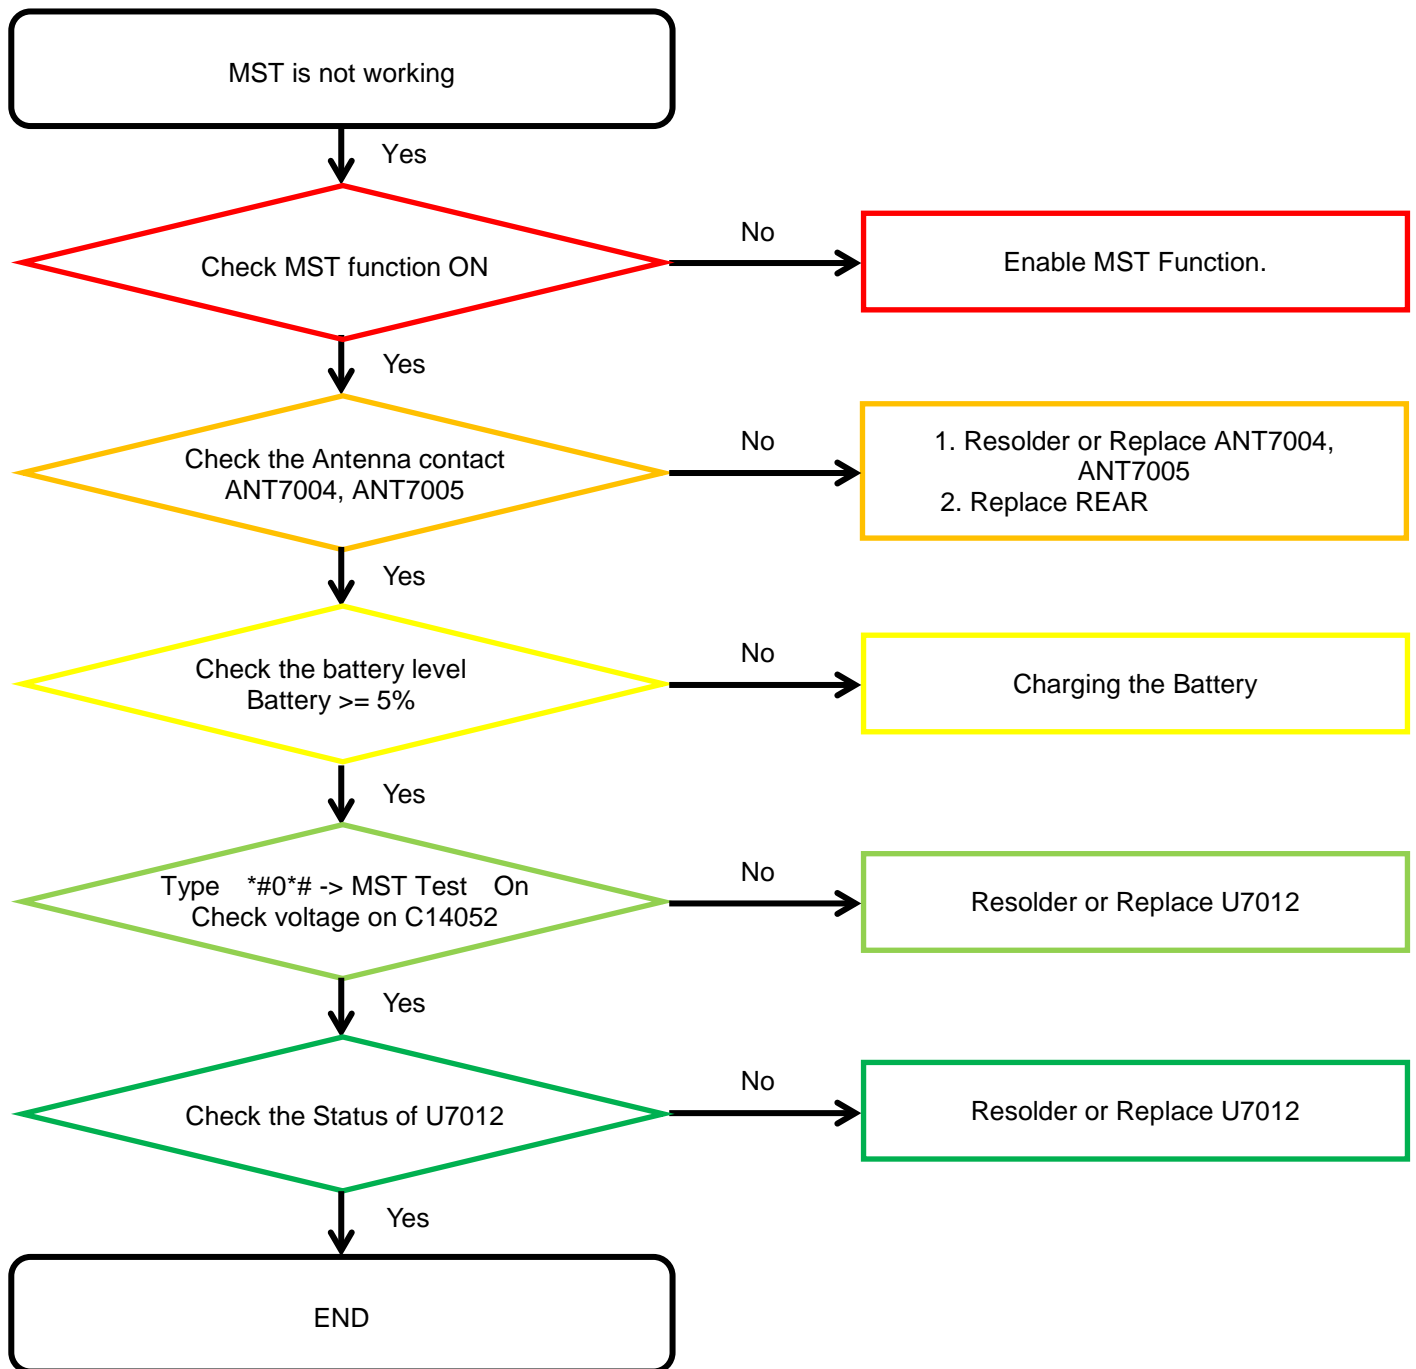 MST is not working
Yes
Check MST function ON
No
Enable MST Function.
Yes
Check the Antenna contact
ANT7004, ANT7005
No
1. Resolder or Replace ANT7004,
ANT7005
2. Replace REAR
Yes
Check the battery level
Battery >= 5%
No
Charging the Battery
Yes
Type *#0*# -> MST Test On
Check voltage on C14052
No
Resolder or Replace U7012
Yes
Check the Status of U7012
No
Resolder or Replace U7012
Yes
END